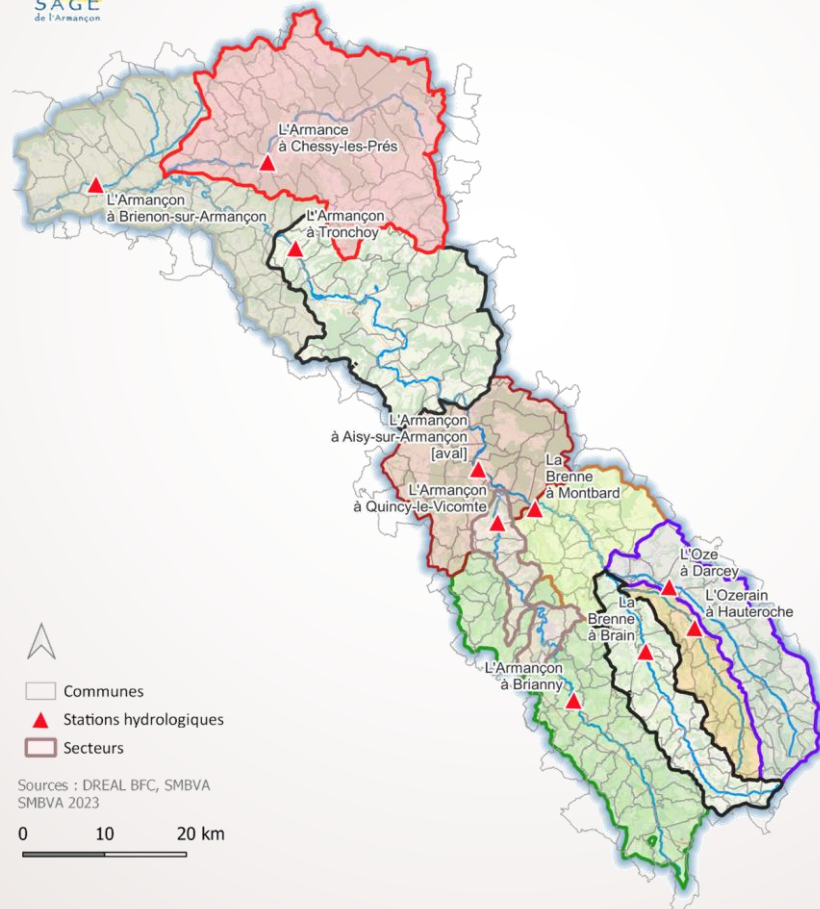 SAGE
de l'Armançon
L'Armance
à Chessy-les-Prés
L'Armançon
à Brienon-sur-Armançon
L'Armançon
à Tronchoy
L'Armançon
à Aisy-sur-Armançon
[aval]
La
Brenne
à Montbard
L'Armançon
à Quincy-le-Vicomte
L'Oze
à Darcey
L'Ozerain
à Hauteroche
La
Brenne
à Brain
L'Armançon
à Brianny
Communes
Stations hydrologiques
Secteurs
Sources : DREAL BFC, SMBVA
SMBVA 2023
0 10 20 km